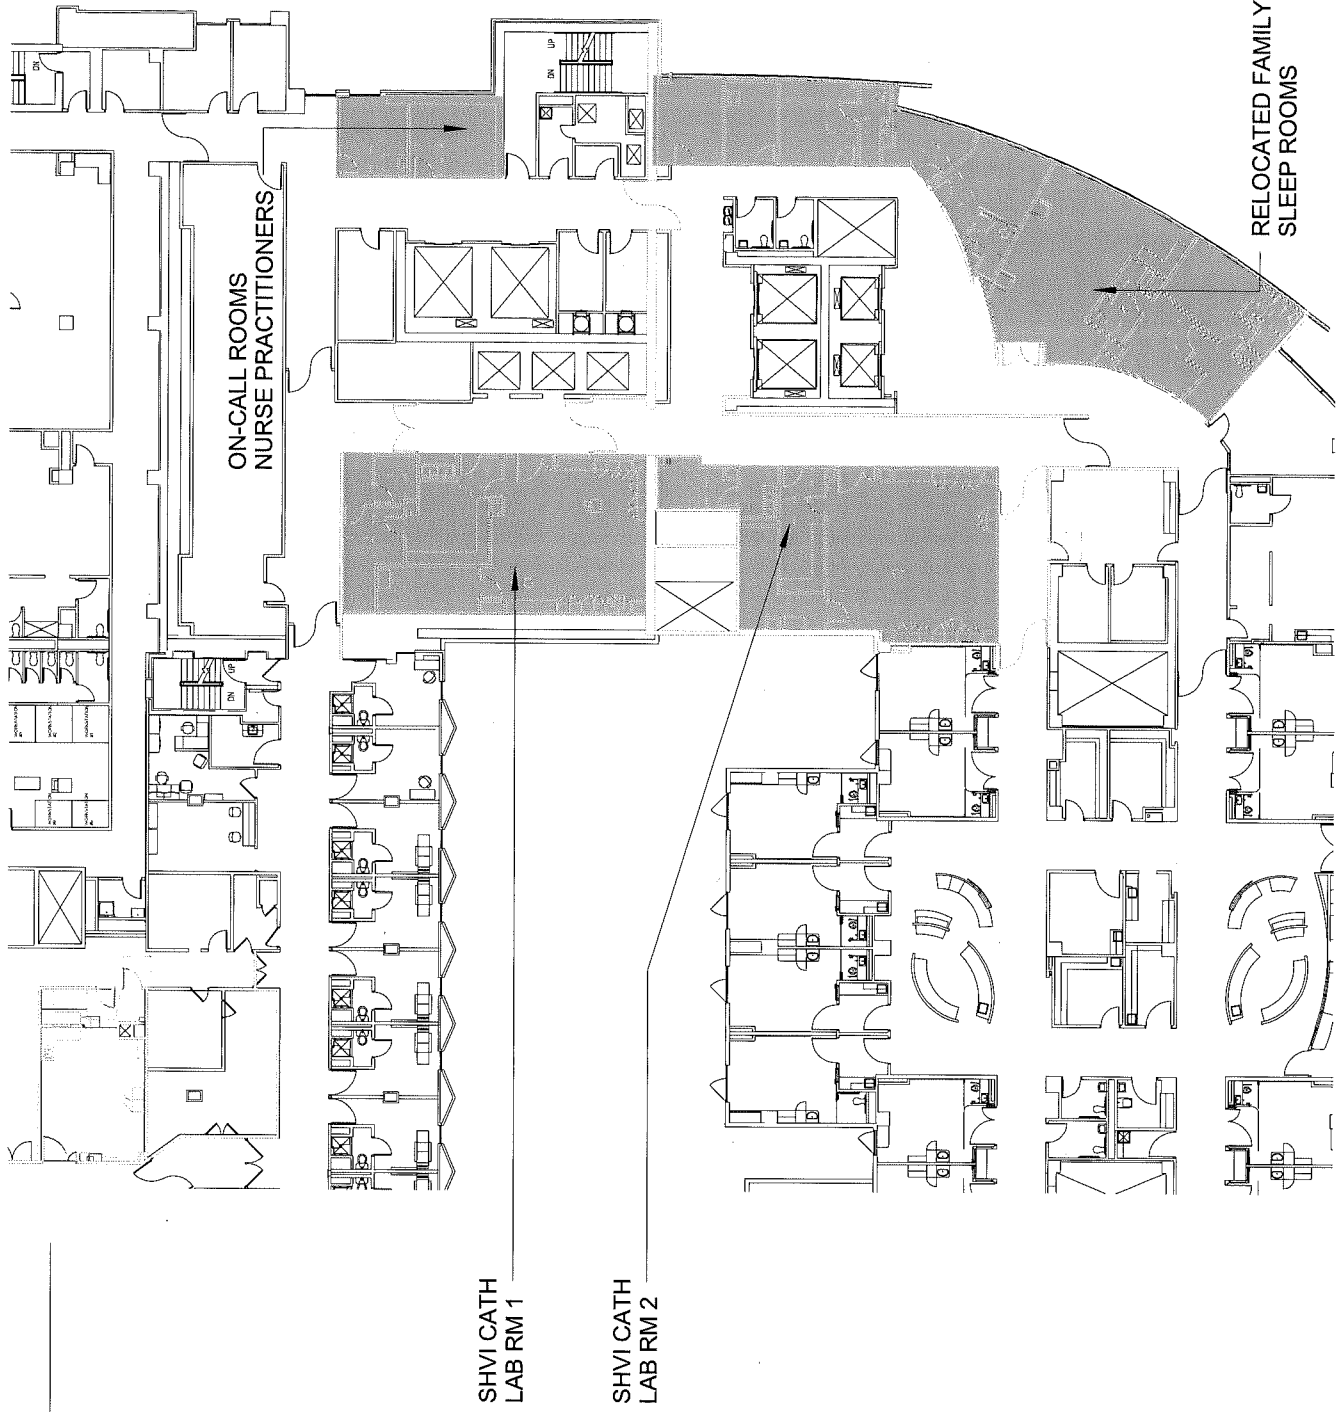 ON-CALL ROOMS
NURSE PRACTITIONERS
RELOCATED FAMILY
SLEEP ROOMS
SHVI CATH
LAB RM 1
SHVI CATH
LAB RM 2
DN
UP
DN
UP
DN